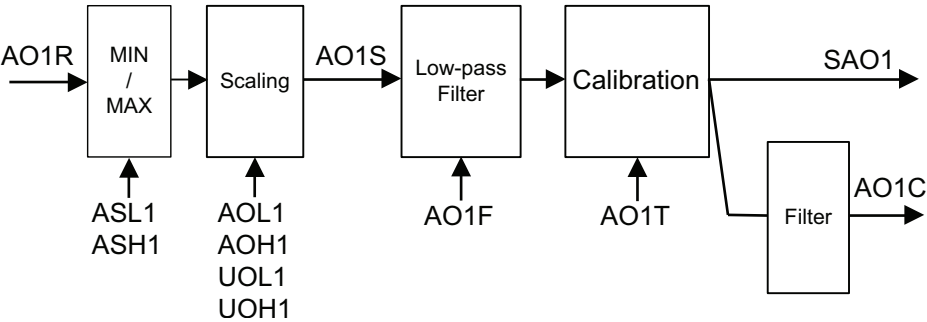 AO1R
MIN
/
MAX
Scaling
AO1S
Low-pass
Filter
Calibration
SAO1
ASL1
ASH1
AOL1
AOH1
UOL1
UOH1
AO1F
AO1T
Filter
AO1C